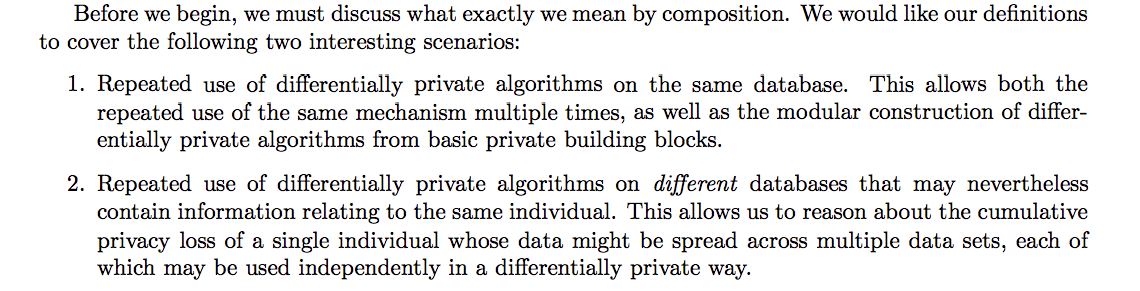 Before we begin, we must discuss what exactly we mean by composition. We would like our definitions
to cover the following two interesting scenarios:
1. Repeated use of differentially private algorithms on the same database. This allows both the
repeated use of the same mechanism multiple times, as well as the modular construction of differ-
entially private algorithms from basic private building blocks.
2. Repeated use of differentially private algorithms on different databases that may nevertheless
contain information relating to the same individual. This allows us to reason about the cumulative
privacy loss of a single individual whose data might be spread across multiple data sets, each of
which may be used independently in a differentially private way.